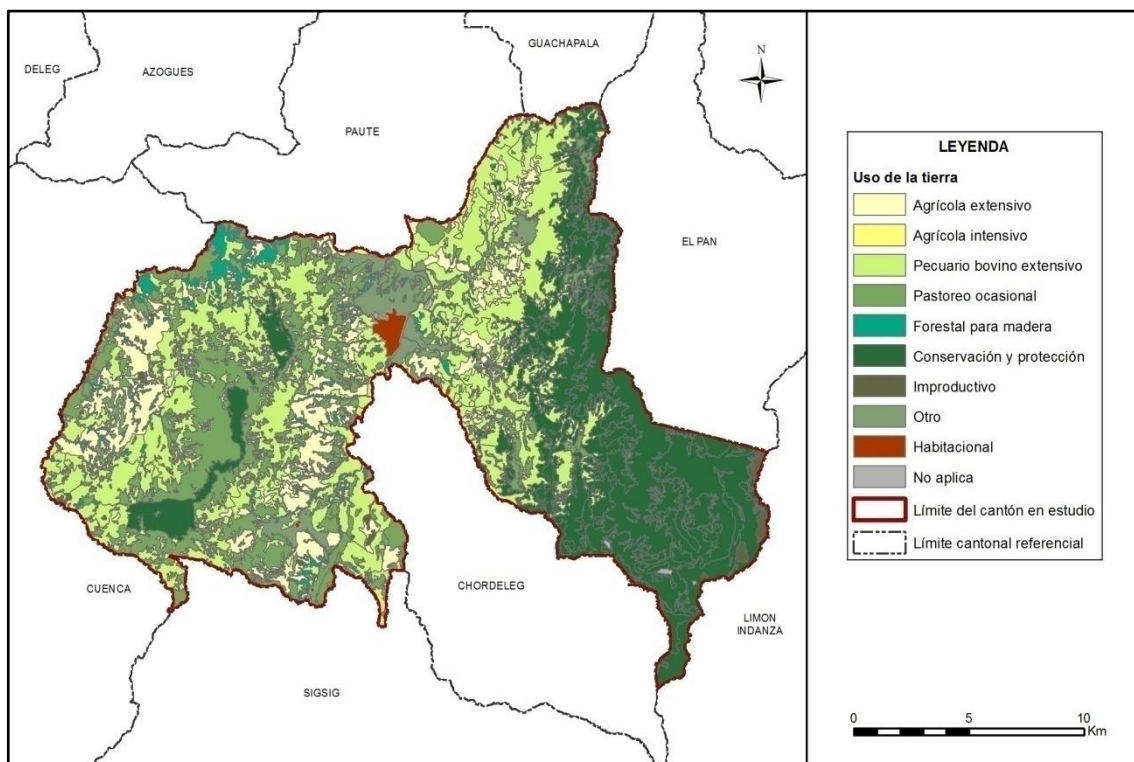 GUACHAPALA
DELEG
AZOGUES
N
PAUTE
EL PAN
CUENCA
CHORDELEG
LIMON
INDANZA
SIGSIG
LEYENDA
Uso de la tierra
Agrícola extensivo
Agrícola intensivo
Pecuario bovino extensivo
Pastoreo ocasional
Forestal para madera
Conservación y protección
Improductivo
Otro
Habitacional
No aplica
Límite del cantón en estudio
Límite cantonal referencial
0 5 10
Km